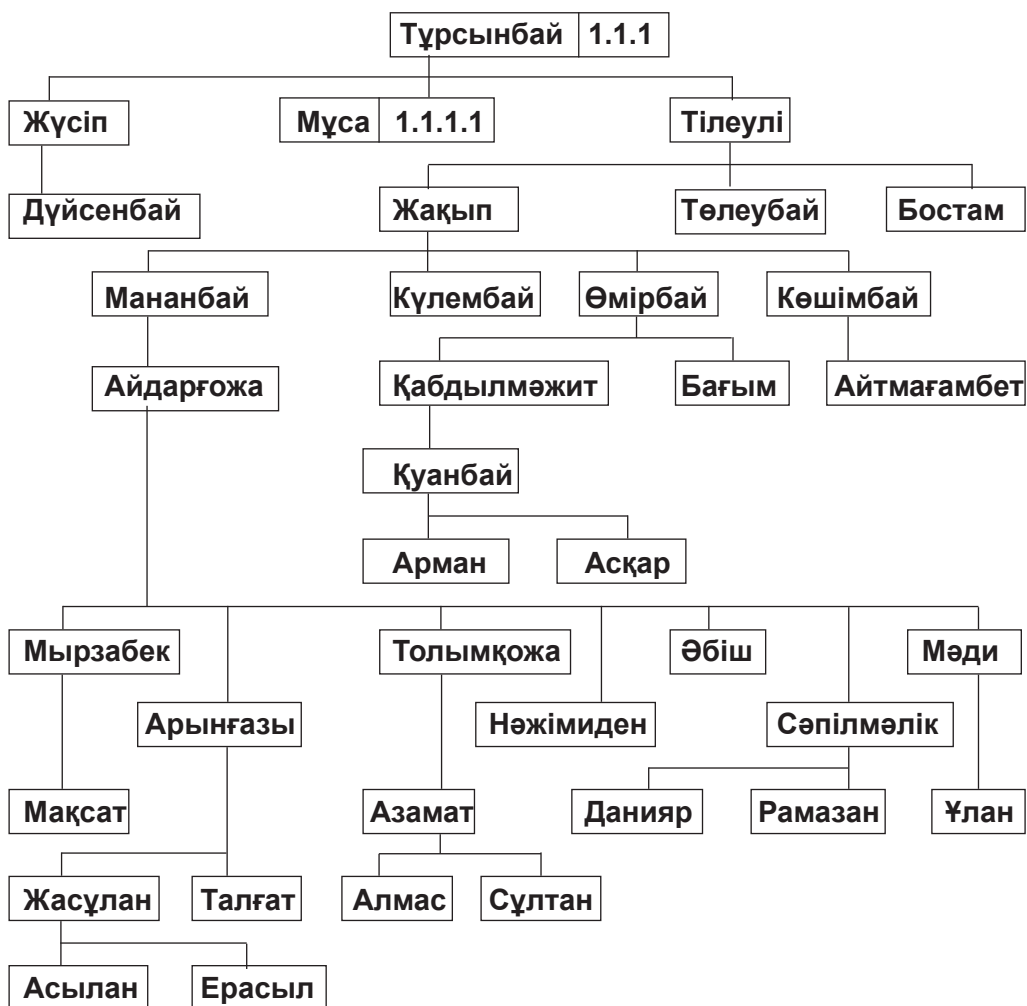 Тұрсынбай 1.1.1
Жүсіп Мұса 1.1.1.1 Тілеулі
Дүйсенбай Жақып Төлеубай Бостам
Мананбай Күлембай Өмірбай Көшімбай
Айдарғожа Қабдылмәжит Бағым Айтмағамбет
Қуанбай
Арман Асқар
Мырзабек Толымқожа Әбіш Мәди
Арынғазы Нәжімиден Сәпілмәлік
Мақсат Азамат Данияр Рамазан Ұлан
Жасұлан Талғат Алмас Сұлтан
Асылан Ерасыл